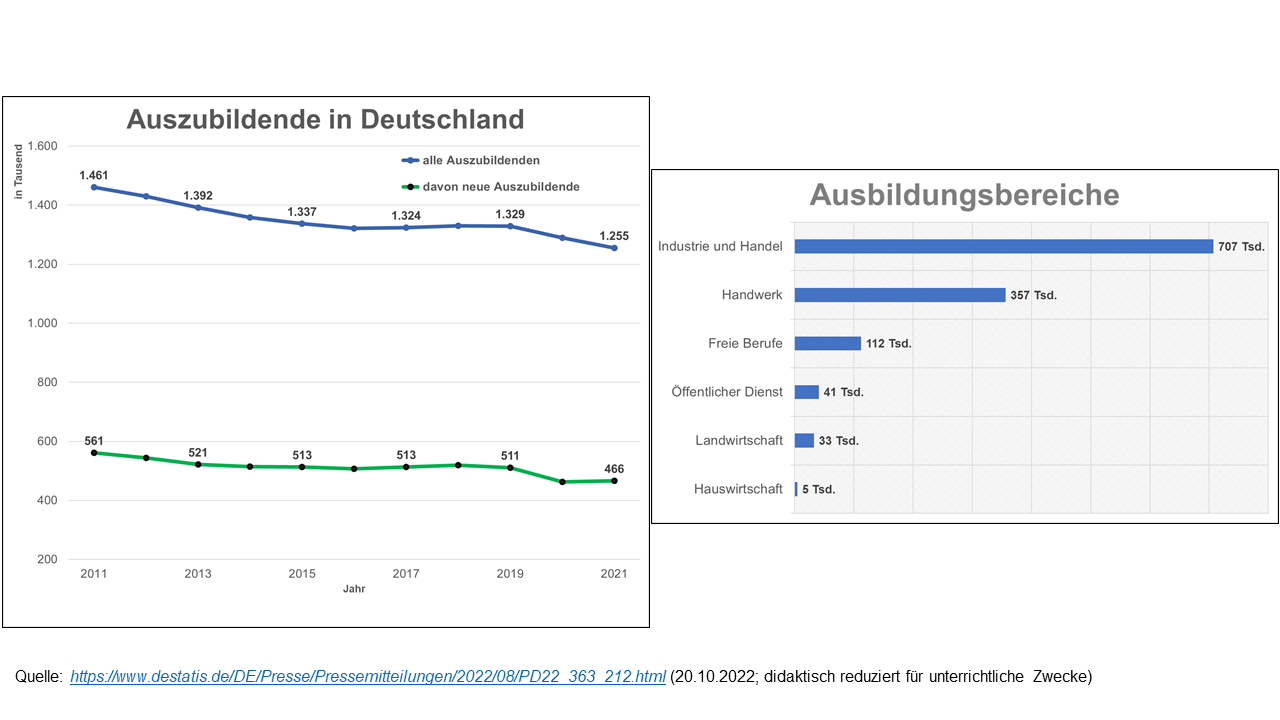 Auszubildende in Deutschland
in Tausend
1.600
1.400
1.200
1.000
800
600
400
200
alle Auszubildenden
davon neue Auszubildende
1.461
1.392
1.337
1.324
1.329
1.255
561
521
513
513
511
466
2011 2013 2015 2017 2019 2021
Jahr
Ausbildungsbereiche
Industrie und Handel 707 Tsd.
Handwerk 357 Tsd.
Freie Berufe 112 Tsd.
Öffentlicher Dienst 41 Tsd.
Landwirtschaft 33 Tsd.
Hauswirtschaft 5 Tsd.
Quelle: https://www.destatis.de/DE/Presse/Pressemitteilungen/2022/08/PD22_363_212.html (20.10.2022; didaktisch reduziert für unterrichtliche Zwecke)